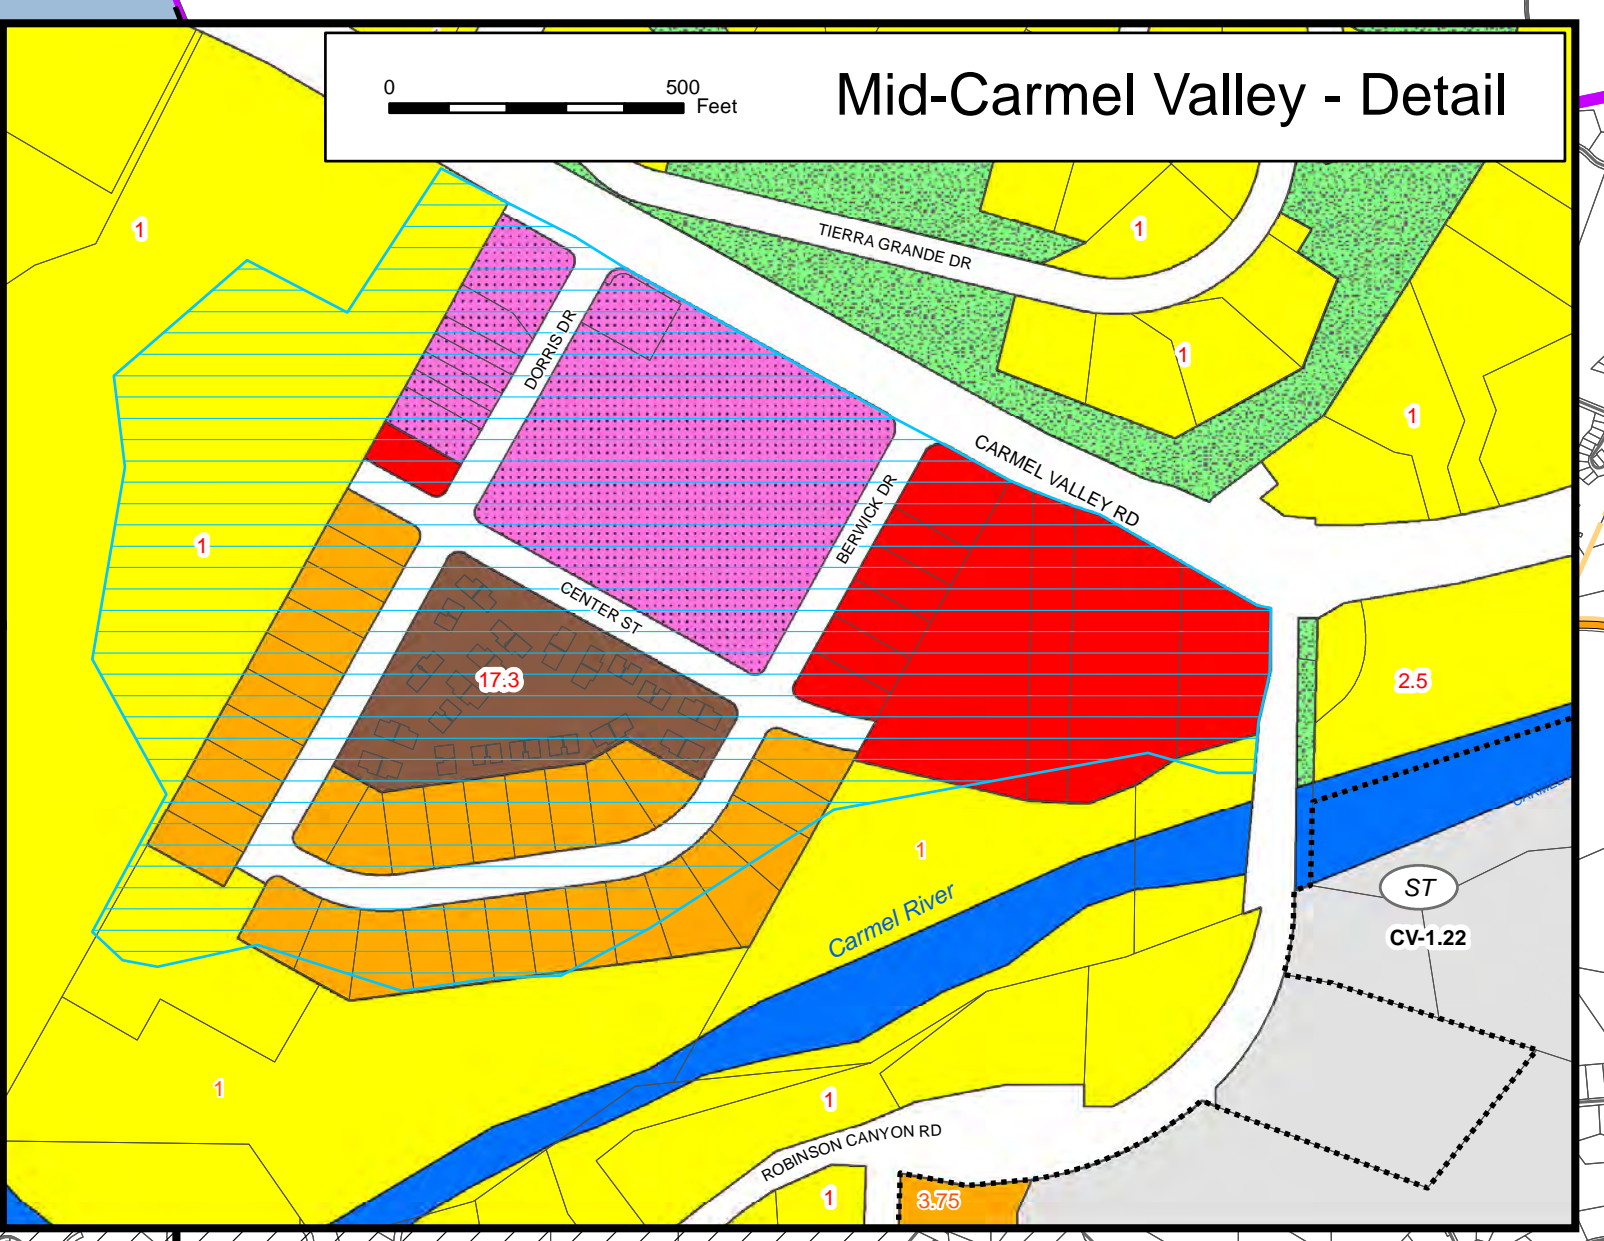 Mid-Carmel Valley - Detail
0 500
Feet
1
1
TIERRA GRANDE DR
1
DORRIS DR
1
CARMEL VALLEY RD
BERWICK DR
1
CENTER ST
17.3
2.5
1
ST
Carmel River
CV-1.22
1
1
ROBINSON CANYON RD
1
3.75